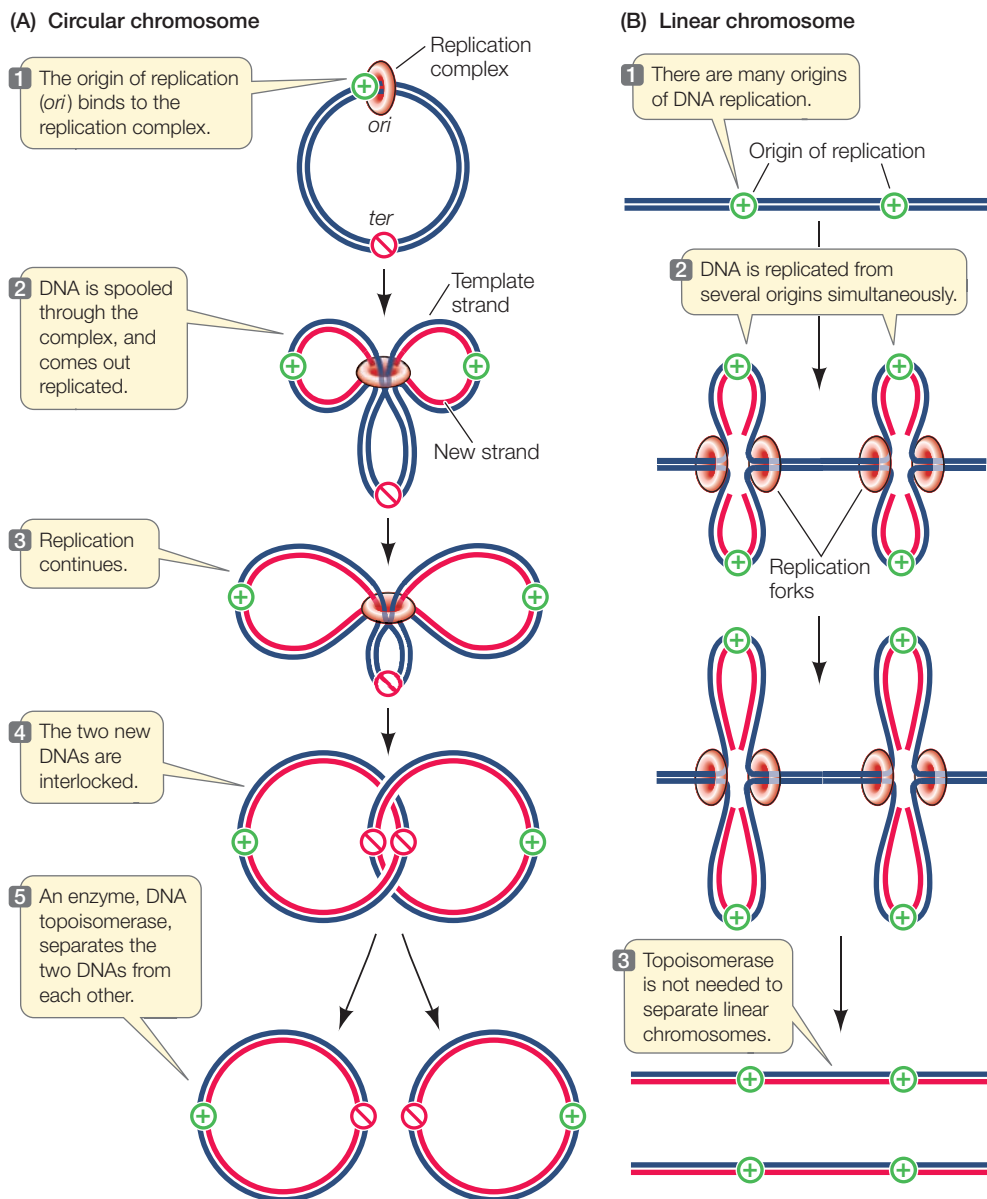 (A) Circular chromosome
Replication
complex
1 The origin of replication
(ori) binds to the
replication complex.
ori
ter
2 DNA is spooled
through the
complex, and
comes out
replicated.
Template
strand
New strand
3 Replication
continues.
4 The two new
DNAs are
interlocked.
5 An enzyme, DNA
topoisomerase,
separates the
two DNAs from
each other.
(B) Linear chromosome
1 There are many origins
of DNA replication.
Origin of replication
2 DNA is replicated from
several origins simultaneously.
Replication
forks
3 Topoisomerase
is not needed to
separate linear
chromosomes.